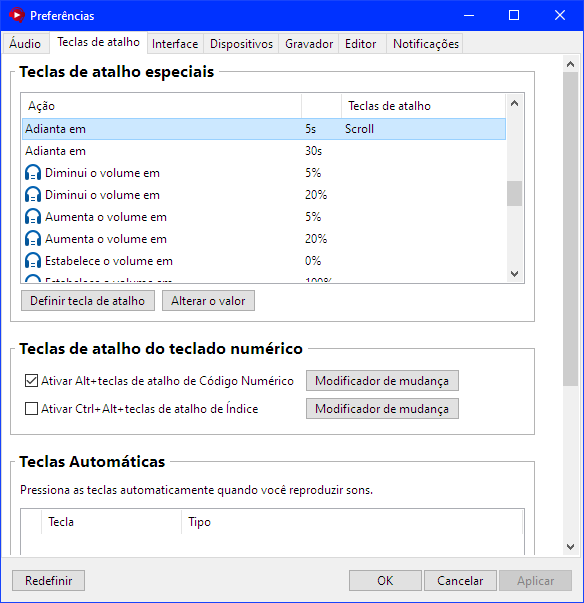 Preferências
Áudio Teclas de atalho Interface Dispositivos Gravador Editor Notificações
Teclas de atalho especiais
Ação Teclas de atalho
Adianta em 5s Scroll
Adianta em 30s
Diminui o volume em 5%
Diminui o volume em 20%
Aumenta o volume em 5%
Aumenta o volume em 20%
Estabelece o volume em 0%
Estabelece o volume em 100%
Definir tecla de atalho Alterar o valor
Teclas de atalho do teclado numérico
Ativar Alt+teclas de atalho de Código Numérico Modificador de mudança
Ativar Ctrl+Alt+teclas de atalho de Índice Modificador de mudança
Teclas Automáticas
Pressiona as teclas automaticamente quando você reproduzir sons.
Tecla Tipo
Redefinir OK Cancelar Aplicar